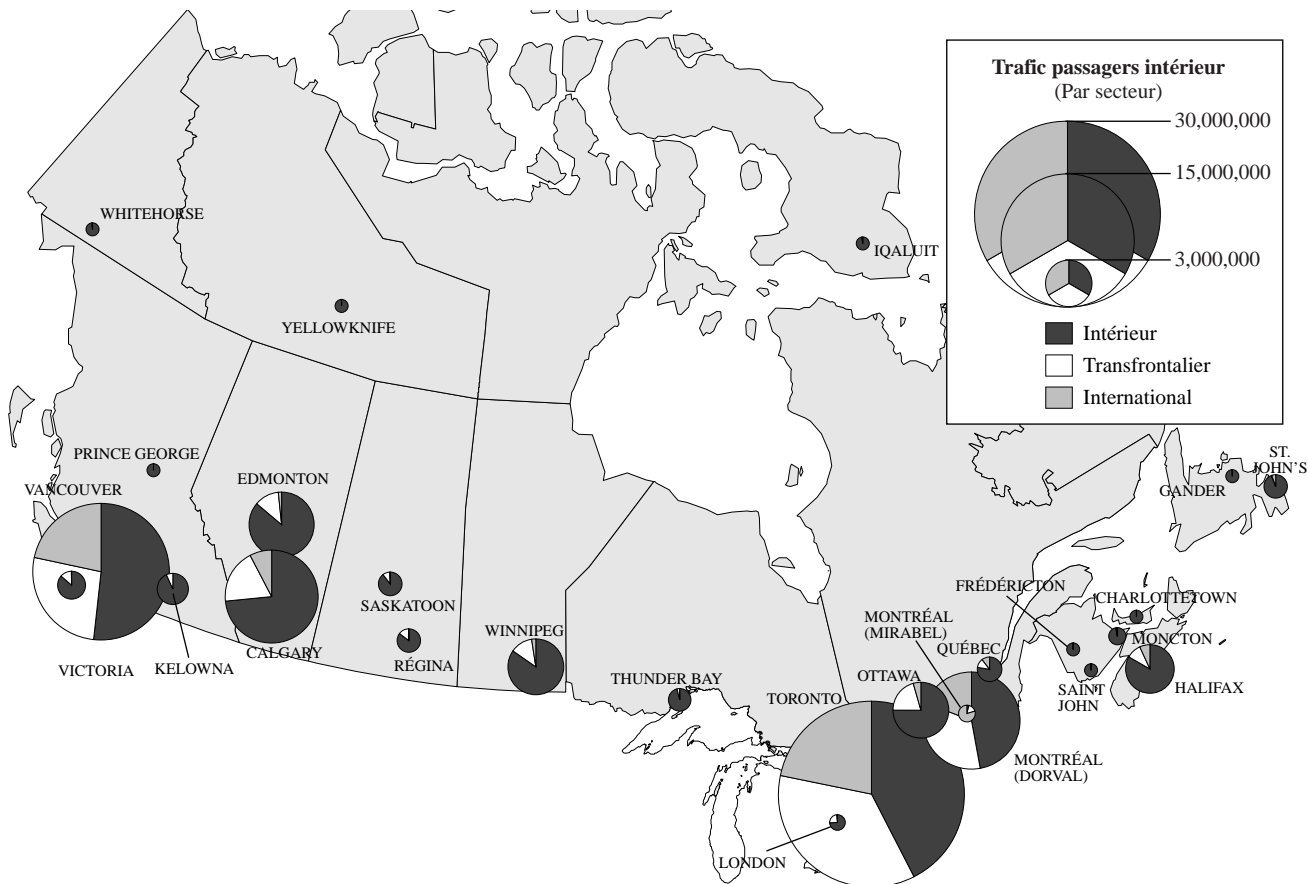 Trafic passagers intérieur
(Par secteur)
30,000,000
15,000,000
3,000,000
Intérieur
Transfrontalier
International
WHITEHORSE
IQALUIT
YELLOWKNIFE
PRINCE GEORGE
VANCOUVER
EDMONTON
ST.
JOHN'S
GANDER
SASKATOON
FRÉDÉRICTON
CHARLOTTETOWN
MONTRÉAL
(MIRABEL)
WINNIPEG
MONCTON
QUÉBEC
CALGARY
RÉGINA
VICTORIA
KELOWNA
THUNDER BAY
OTTAWA
TORONTO
SAINT
JOHN
HALIFAX
MONTRÉAL
(DORVAL)
LONDON